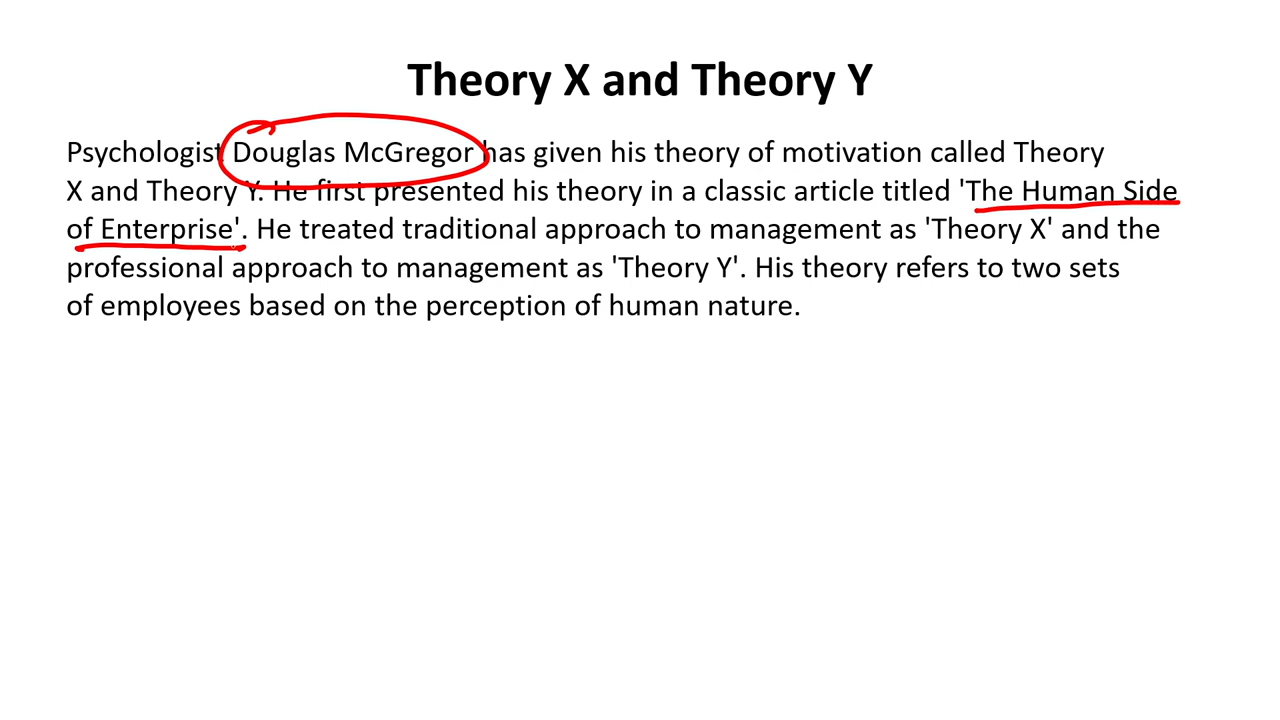 Theory X and Theory Y
Psychologist Douglas McGregor has given his theory of motivation called Theory
X and Theory Y. He first presented his theory in a classic article titled 'The Human Side
of Enterprise'. He treated traditional approach to management as 'Theory X' and the
professional approach to management as 'Theory Y'. His theory refers to two sets
of employees based on the perception of human nature.